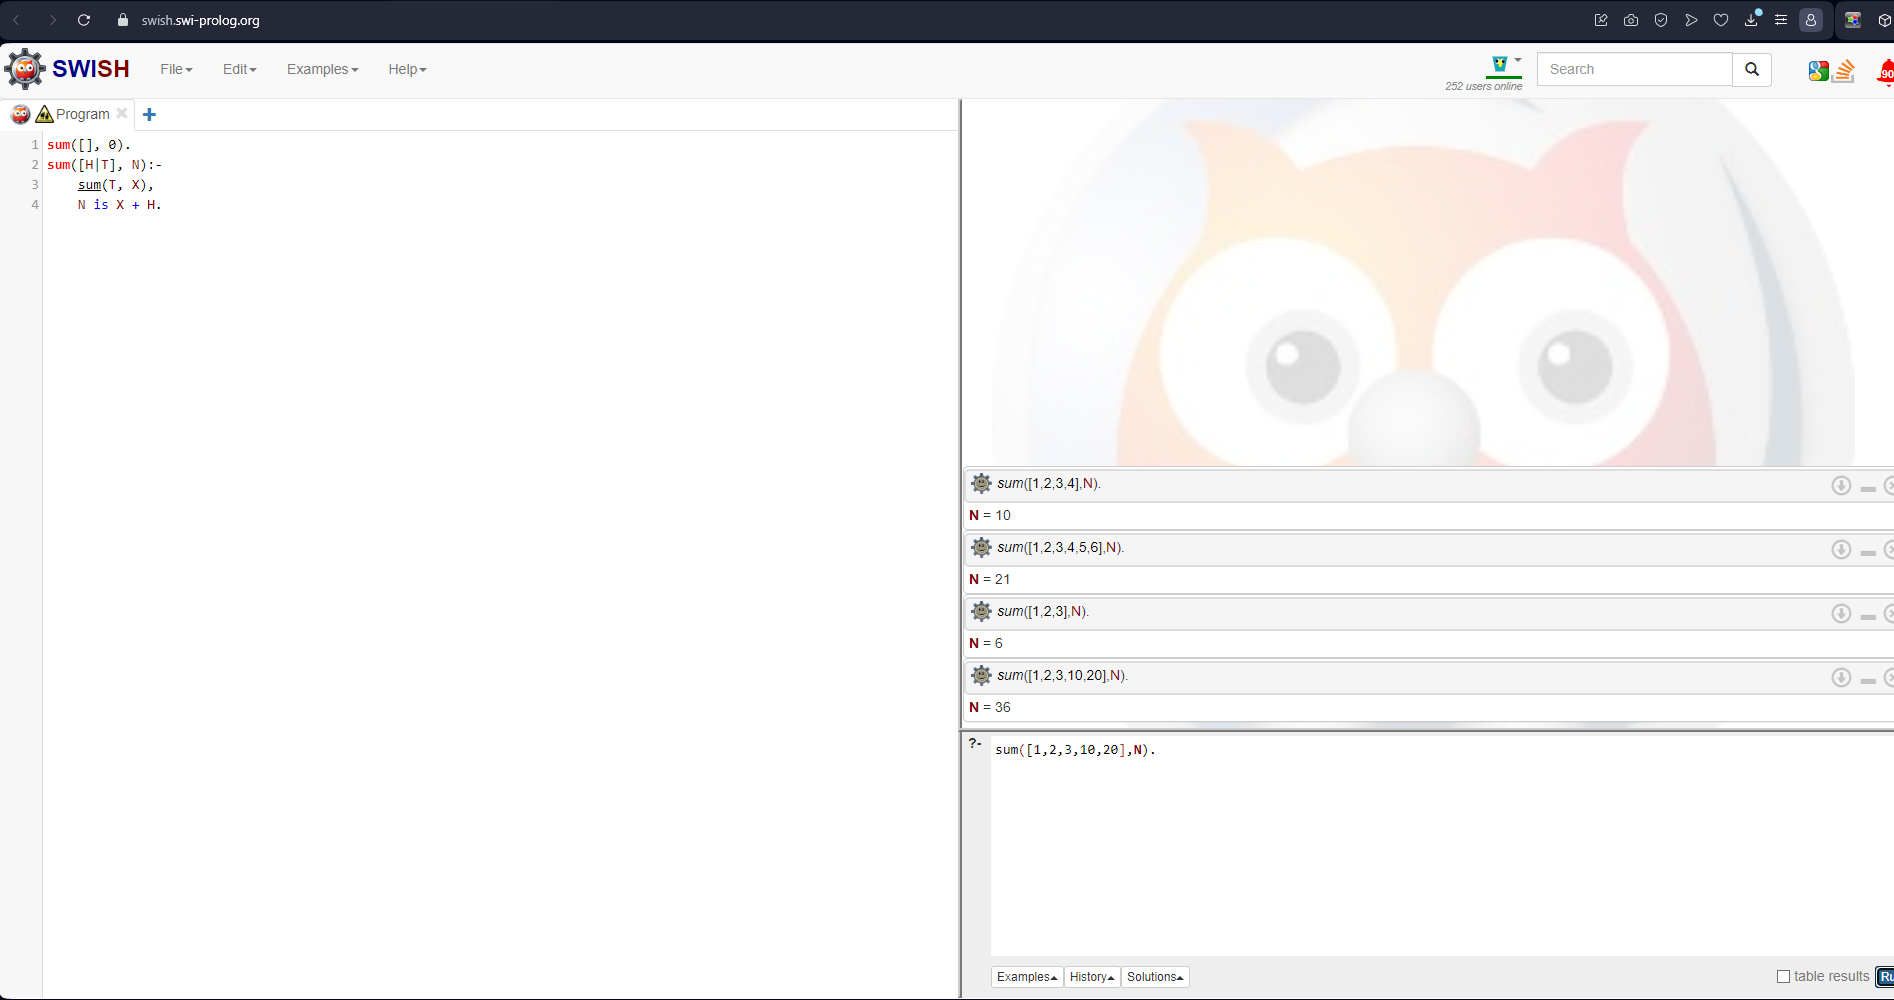 swish.swi-prolog.org
SWISH File Edit Examples Help
252 users online
Search
90
Program
1 sum([], 0).
2 sum([H|T], N):-
3 sum(T, X),
4 N is X + H.
sum([1,2,3,4],N).
N = 10
sum([1,2,3,4,5,6],N).
N = 21
sum([1,2,3],N).
N = 6
sum([1,2,3,10,20],N).
N = 36
?- sum([1,2,3,10,20],N).
Examples History Solutions
table results Ru